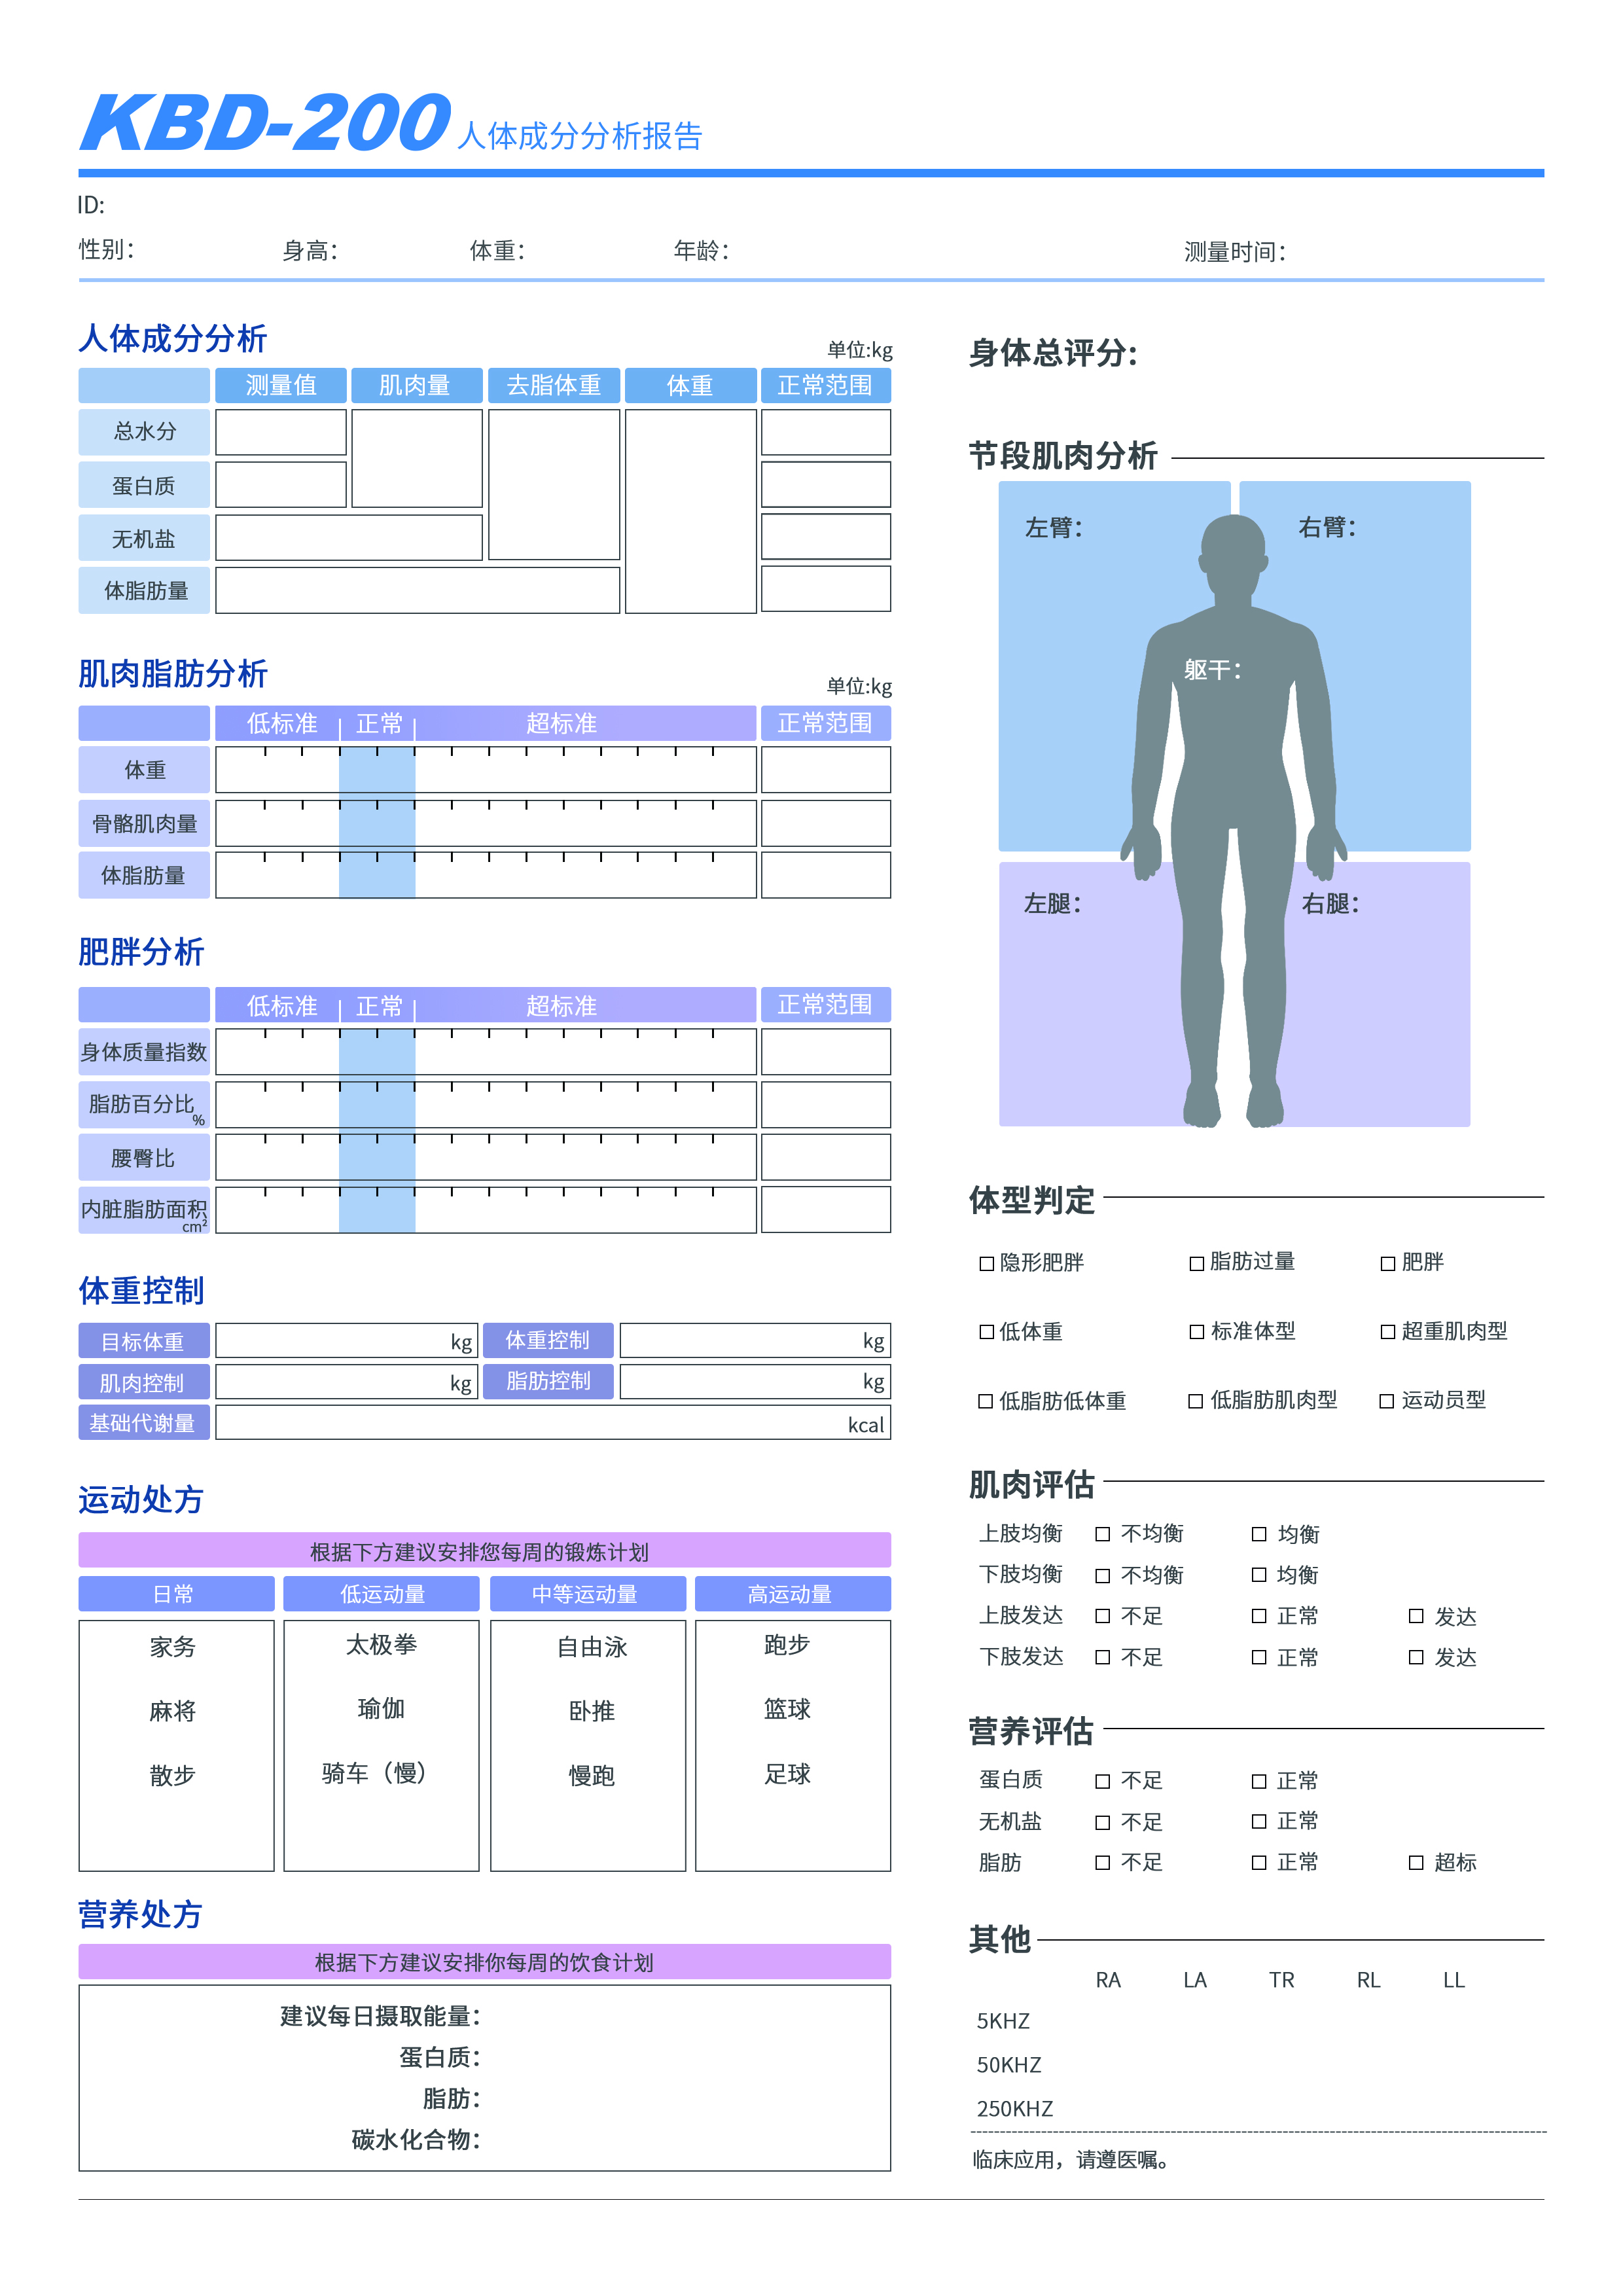 KBD-200 人体成分分析报告
ID:
性别： 身高： 体重： 年龄： 测量时间：
人体成分分析
单位:kg
测量值 肌肉量 去脂体重 体重 正常范围
总水分
蛋白质
无机盐
体脂肪量
肌肉脂肪分析
单位:kg
低标准 正常 超标准 正常范围
体重
骨骼肌肉量
体脂肪量
肥胖分析
低标准 正常 超标准 正常范围
身体质量指数
脂肪百分比
%
腰臀比
内脏脂肪面积
cm²
体重控制
目标体重 kg 体重控制 kg
肌肉控制 kg 脂肪控制 kg
基础代谢量 kcal
运动处方
根据下方建议安排您每周的锻炼计划
日常 低运动量 中等运动量 高运动量
家务 太极拳 自由泳 跑步
麻将 瑜伽 卧推 篮球
散步 骑车（慢） 慢跑 足球
营养处方
根据下方建议安排你每周的饮食计划
建议每日摄取能量：
蛋白质：
脂肪：
碳水化合物：
身体总评分：
节段肌肉分析
左臂： 右臂：
躯干：
左腿： 右腿：
体型判定
隐形肥胖 脂肪过量 肥胖
低体重 标准体型 超重肌肉型
低脂肪低体重 低脂肪肌肉型 运动员型
肌肉评估
上肢均衡 不均衡 均衡
下肢均衡 不均衡 均衡
上肢发达 不足 正常 发达
下肢发达 不足 正常 发达
营养评估
蛋白质 不足 正常
无机盐 不足 正常
脂肪 不足 正常 超标
其他
RA LA TR RL LL
5KHZ
50KHZ
250KHZ
临床应用，请遵医嘱。